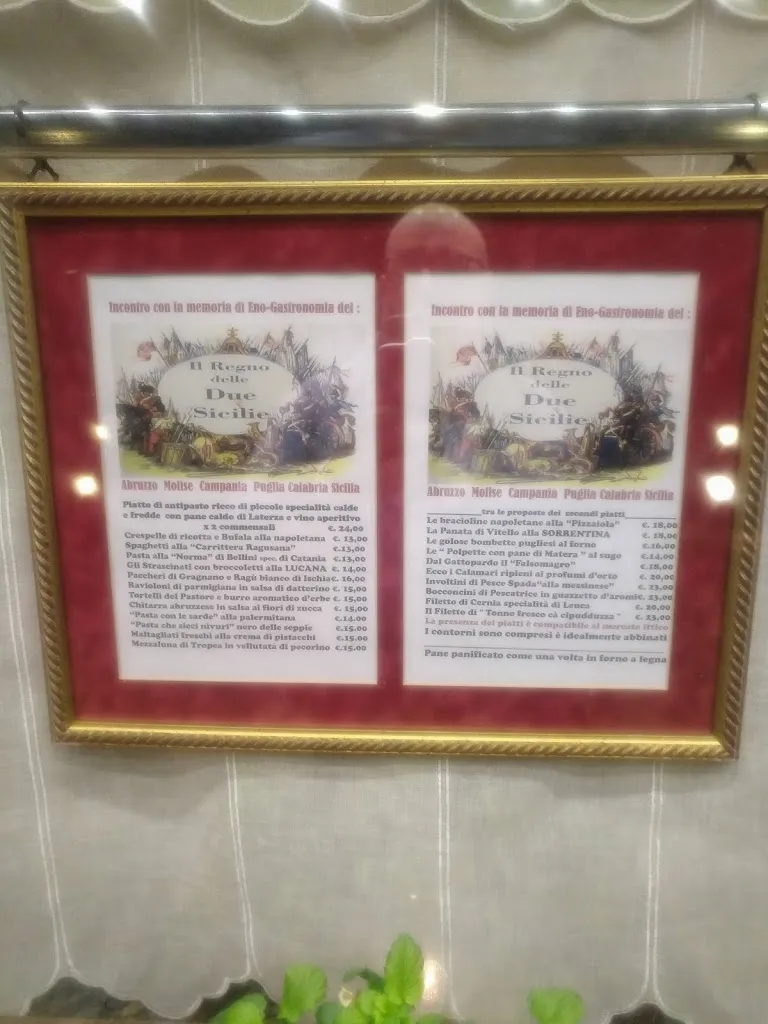 Incontro con la memoria di Eno-Gastronomia del :
Il Regno
delle
Due
Sicilie
Abruzzo Molise Campania Puglia Calabria Sicilia
Piatto di antipasto ricco di piccole specialità calde
e fredde con pane caldo di Laterza e vino aperitivo
x 2 commensali € 24,00
Crespelle di ricotta e Bufala alla napoletana €. 13,00
Spaghetti alla "Carrittera Ragusana" €.13,00
Pasta alla "Norma" di Bellini spec. di Catania €.13,00
Gli Strascinati con broccoletti alla LUCANA €. 14,00
Paccheri di Gragnano e Ragù bianco di Ischia€. 16,00
Ravioloni di parmigiana in salsa di datterino €. 15,00
Tortelli del Pastore e burro aromatico d'erbe €. 15,00
Chitarra abruzzese in salsa ai fiori di zucca €. 15,00
"Pasta con le sarde" alla palermitana €.14,00
"Pasta che sicci nivuri" nero delle seppie €.15,00
Maltagliati freschi alla crema di pistacchi €.15,00
Mezzaluna di Tropea in vellutata di pecorino €.15,00
Incontro con la memoria di Eno-Gastronomia del :
Il Regno
delle
Due
Sicilie
Abruzzo Molise Campania Puglia Calabria Sicilia
tra le proposte dei secondi piatti
Le bracioline napoletane alla "Pizzaiola" €. 18,00
La Panata di Vitello alla SORRENTINA €. 18,00
Le golose bombette pugliesi al forno €.16,00
Le " Polpette con pane di Matera " al sugo €.14,00
Dal Gattopardo il "Falsomagro" €.18,00
Ecco i Calamari ripieni ai profumi d'orto €. 20,00
Involtini di Pesce Spada"alla messinese" €. 23,00
Bocconcini di Pescatrice in guazzetto d'aromi€. 23,00
Filetto di Cernia specialità di Leuca €. 20,00
Il Filetto di " Tonno fresco cà cipudduzza " €. 23,00
La presenza dei piatti è compatibile al mercato ittico
I contorni sono compresi è idealmente abbinati
Pane panificato come una volta in forno a legna